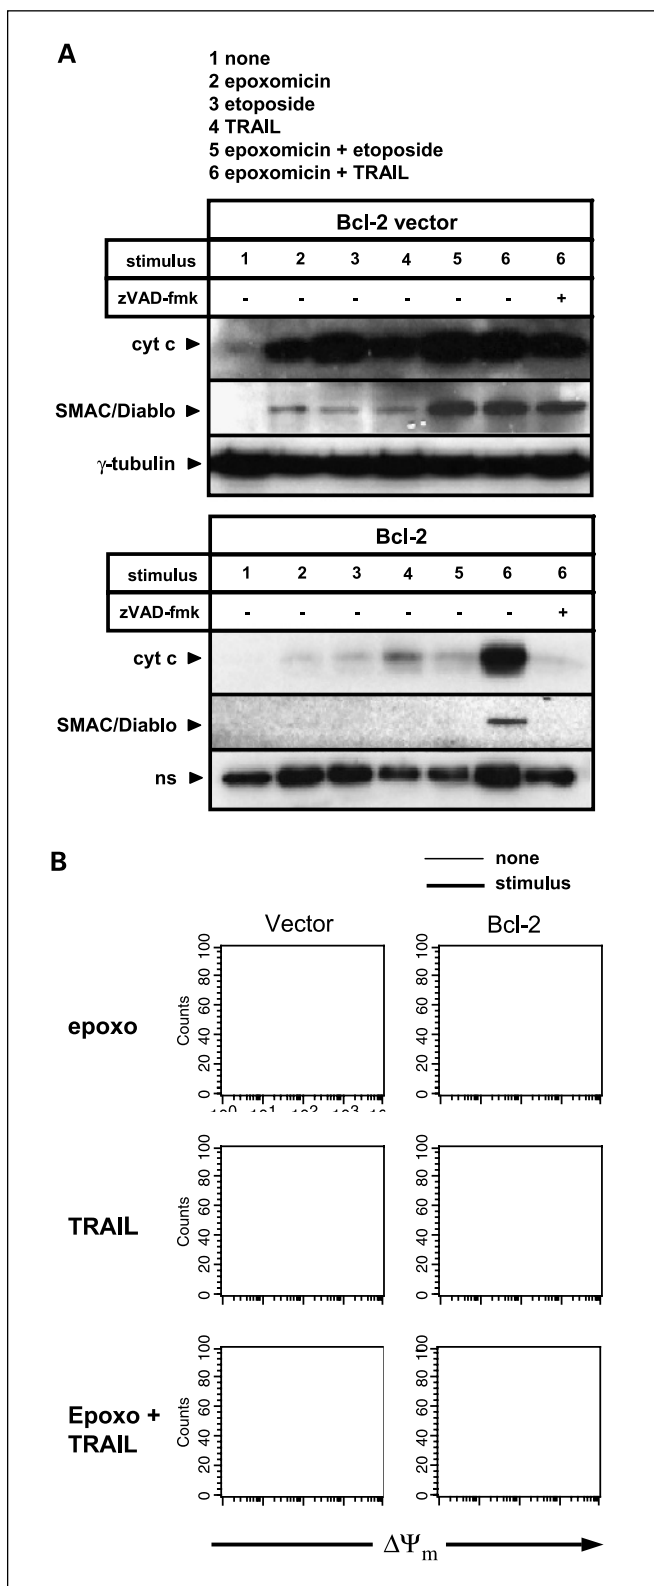 A
1 none
2 epoxomicin
3 etoposide
4 TRAIL
5 epoxomicin + etoposide
6 epoxomicin + TRAIL
Bcl-2 vector
stimulus 1 2 3 4 5 6 6
zVAD-fmk - - - - - - +
cyt c
SMAC/Diablo
γ-tubulin
Bcl-2
stimulus 1 2 3 4 5 6 6
zVAD-fmk - - - - - - +
cyt c
SMAC/Diablo
ns
B
none
stimulus
Vector Bcl-2
epoxo
Counts
0 20 40 60 80 100
0 20 40 60 80 100
10⁰ 10¹ 10² 10³
TRAIL
Counts
0 20 40 60 80 100
0 20 40 60 80 100
Epoxo +
TRAIL
Counts
0 20 40 60 80 100
0 20 40 60 80 100
ΔΨm